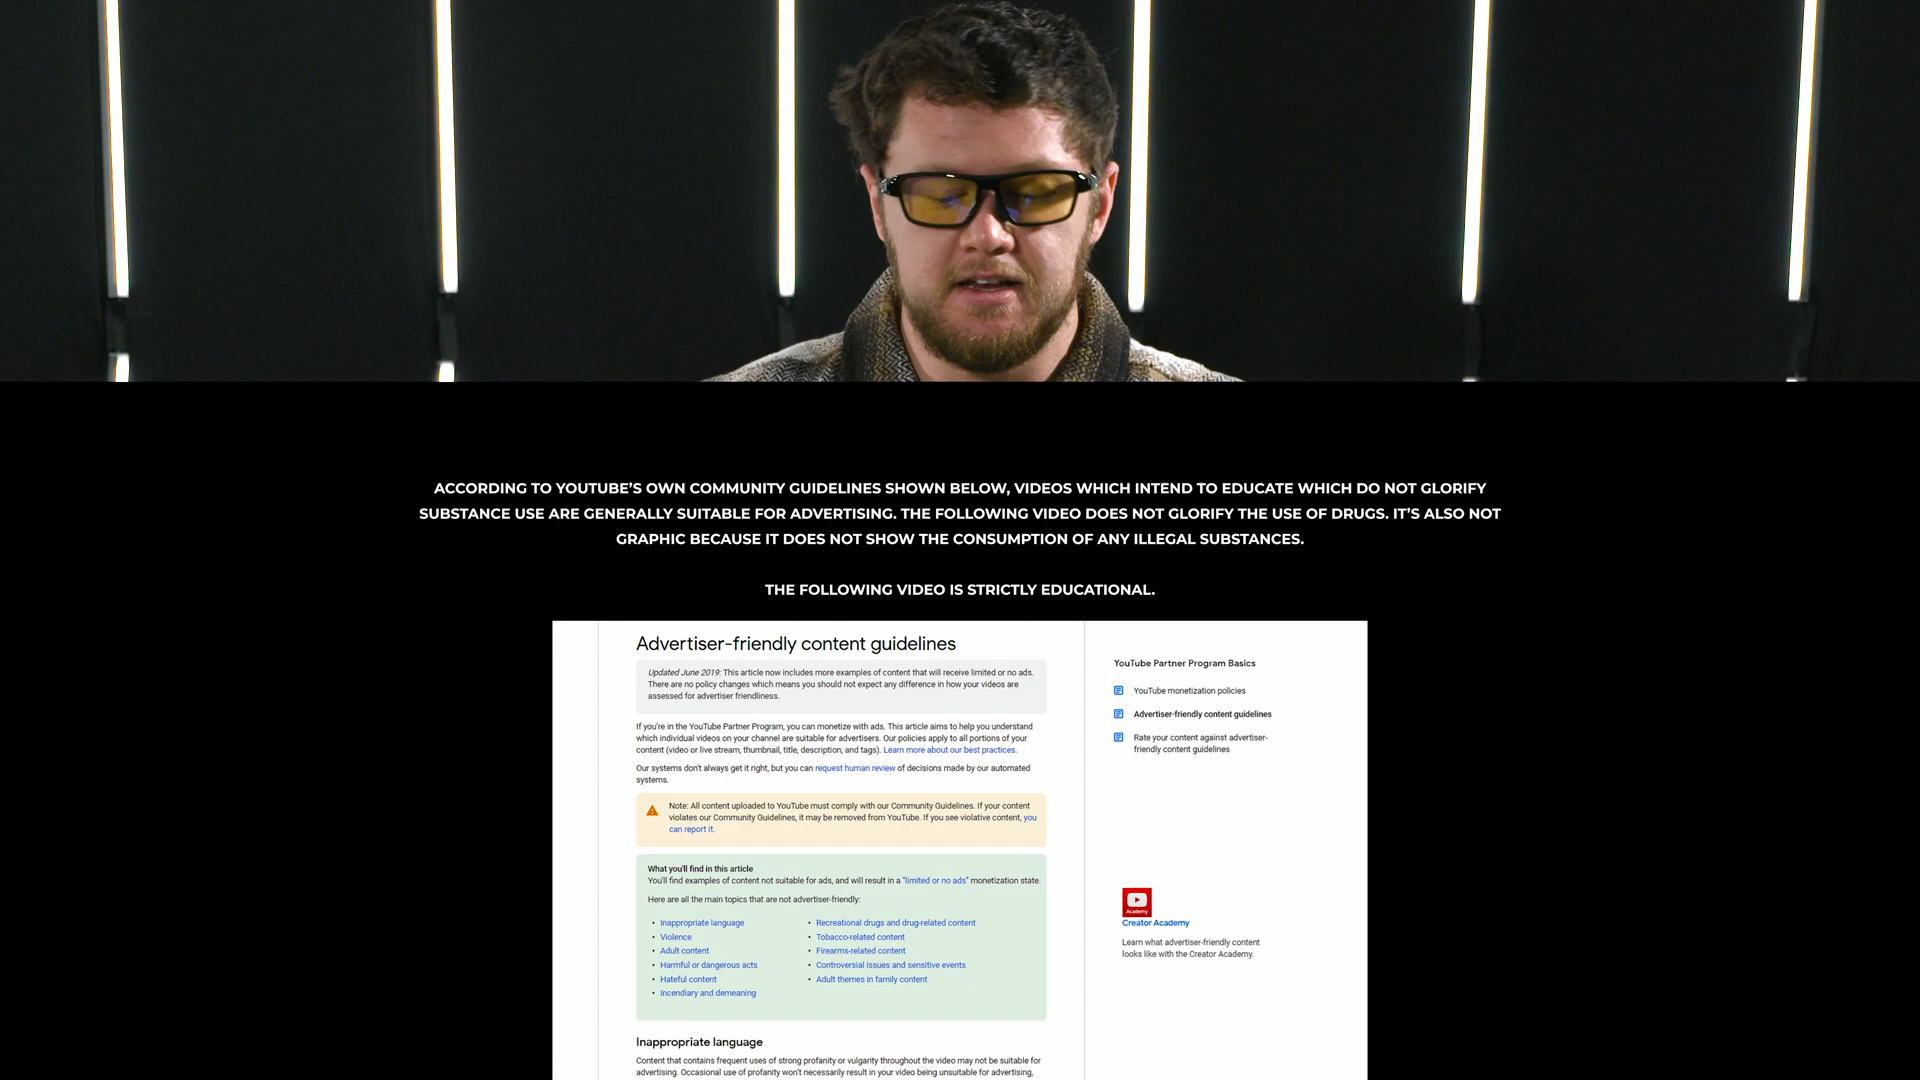 ACCORDING TO YOUTUBE'S OWN COMMUNITY GUIDELINES SHOWN BELOW, VIDEOS WHICH INTEND TO EDUCATE WHICH DO NOT GLORIFY
SUBSTANCE USE ARE GENERALLY SUITABLE FOR ADVERTISING. THE FOLLOWING VIDEO DOES NOT GLORIFY THE USE OF DRUGS. IT'S ALSO NOT
GRAPHIC BECAUSE IT DOES NOT SHOW THE CONSUMPTION OF ANY ILLEGAL SUBSTANCES.
THE FOLLOWING VIDEO IS STRICTLY EDUCATIONAL.
Advertiser-friendly content guidelines
Updated June 2019: This article now includes more examples of content that will receive limited or no ads.
There are no policy changes which means you should not expect any difference in how your videos are
assessed for advertiser friendliness.
If you're in the YouTube Partner Program, you can monetize with ads. This article aims to help you understand
which individual videos on your channel are suitable for advertisers. Our policies apply to all portions of your
content (video or live stream, thumbnail, title, description, and tags). Learn more about our best practices.
Our systems don't always get it right, but you can request human review of decisions made by our automated
systems.
Note: All content uploaded to YouTube must comply with our Community Guidelines. If your content
violates our Community Guidelines, it may be removed from YouTube. If you see violative content, you
can report it.
What you'll find in this article
You'll find examples of content not suitable for ads, and will result in a "limited or no ads" monetization state.
Here are all the main topics that are not advertiser-friendly:
• Inappropriate language
• Violence
• Adult content
• Harmful or dangerous acts
• Hateful content
• Incendiary and demeaning
• Recreational drugs and drug-related content
• Tobacco-related content
• Firearms-related content
• Controversial issues and sensitive events
• Adult themes in family content
Inappropriate language
Content that contains frequent uses of strong profanity or vulgarity throughout the video may not be suitable for
advertising. Occasional use of profanity won't necessarily result in your video being unsuitable for advertising,
YouTube Partner Program Basics
YouTube monetization policies
Advertiser-friendly content guidelines
Rate your content against advertiser-
friendly content guidelines
Academy
Creator Academy
Learn what advertiser-friendly content
looks like with the Creator Academy.